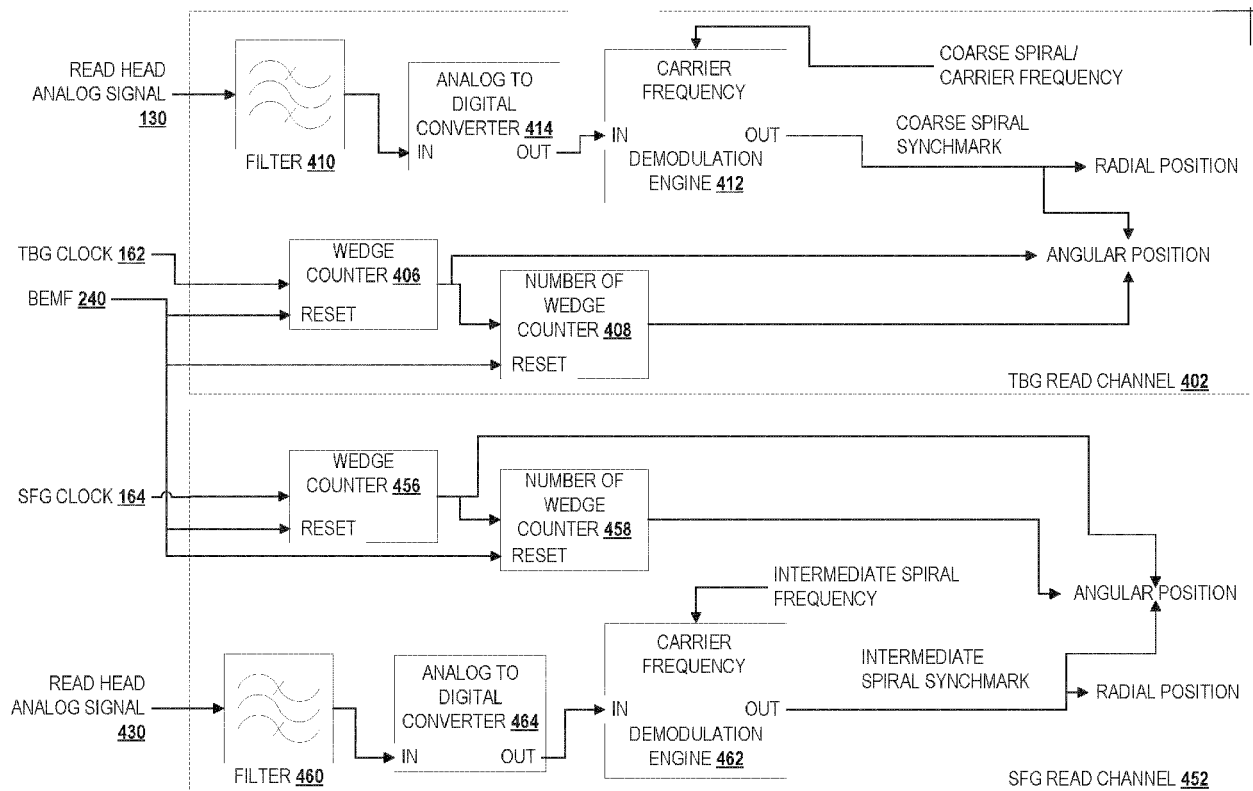 READ HEAD
ANALOG SIGNAL
130
FILTER 410
ANALOG TO
DIGITAL
CONVERTER 414
IN OUT
CARRIER
FREQUENCY
IN OUT
DEMODULATION
ENGINE 412
COARSE SPIRAL/
CARRIER FREQUENCY
COARSE SPIRAL
SYNCHMARK
RADIAL POSITION
TBG CLOCK 162
BEMF 240
WEDGE
COUNTER 406
RESET
NUMBER OF
WEDGE
COUNTER 408
RESET
ANGULAR POSITION
TBG READ CHANNEL 402
SFG CLOCK 164
WEDGE
COUNTER 456
RESET
NUMBER OF
WEDGE
COUNTER 458
RESET
INTERMEDIATE SPIRAL
FREQUENCY
ANGULAR POSITION
READ HEAD
ANALOG SIGNAL
430
FILTER 460
ANALOG TO
DIGITAL
CONVERTER 464
IN OUT
CARRIER
FREQUENCY
IN OUT
DEMODULATION
ENGINE 462
INTERMEDIATE
SPIRAL SYNCHMARK
RADIAL POSITION
SFG READ CHANNEL 452